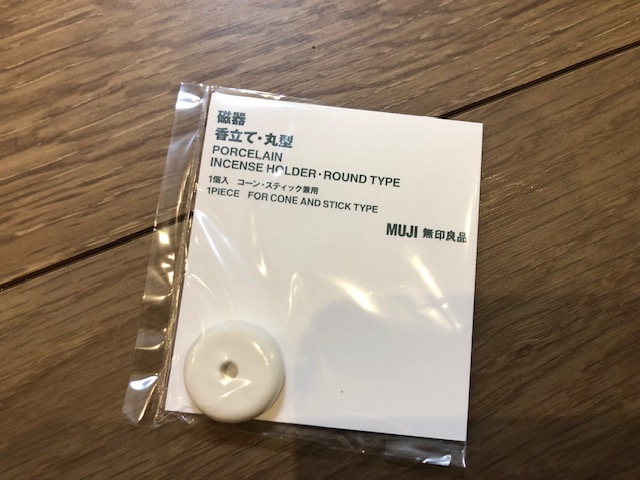 磁器
香立て・丸型
PORCELAIN
INCENSE HOLDER・ROUND TYPE
1個入 コーン・スティック兼用
1PIECE FOR CONE AND STICK TYPE
MUJI 無印良品